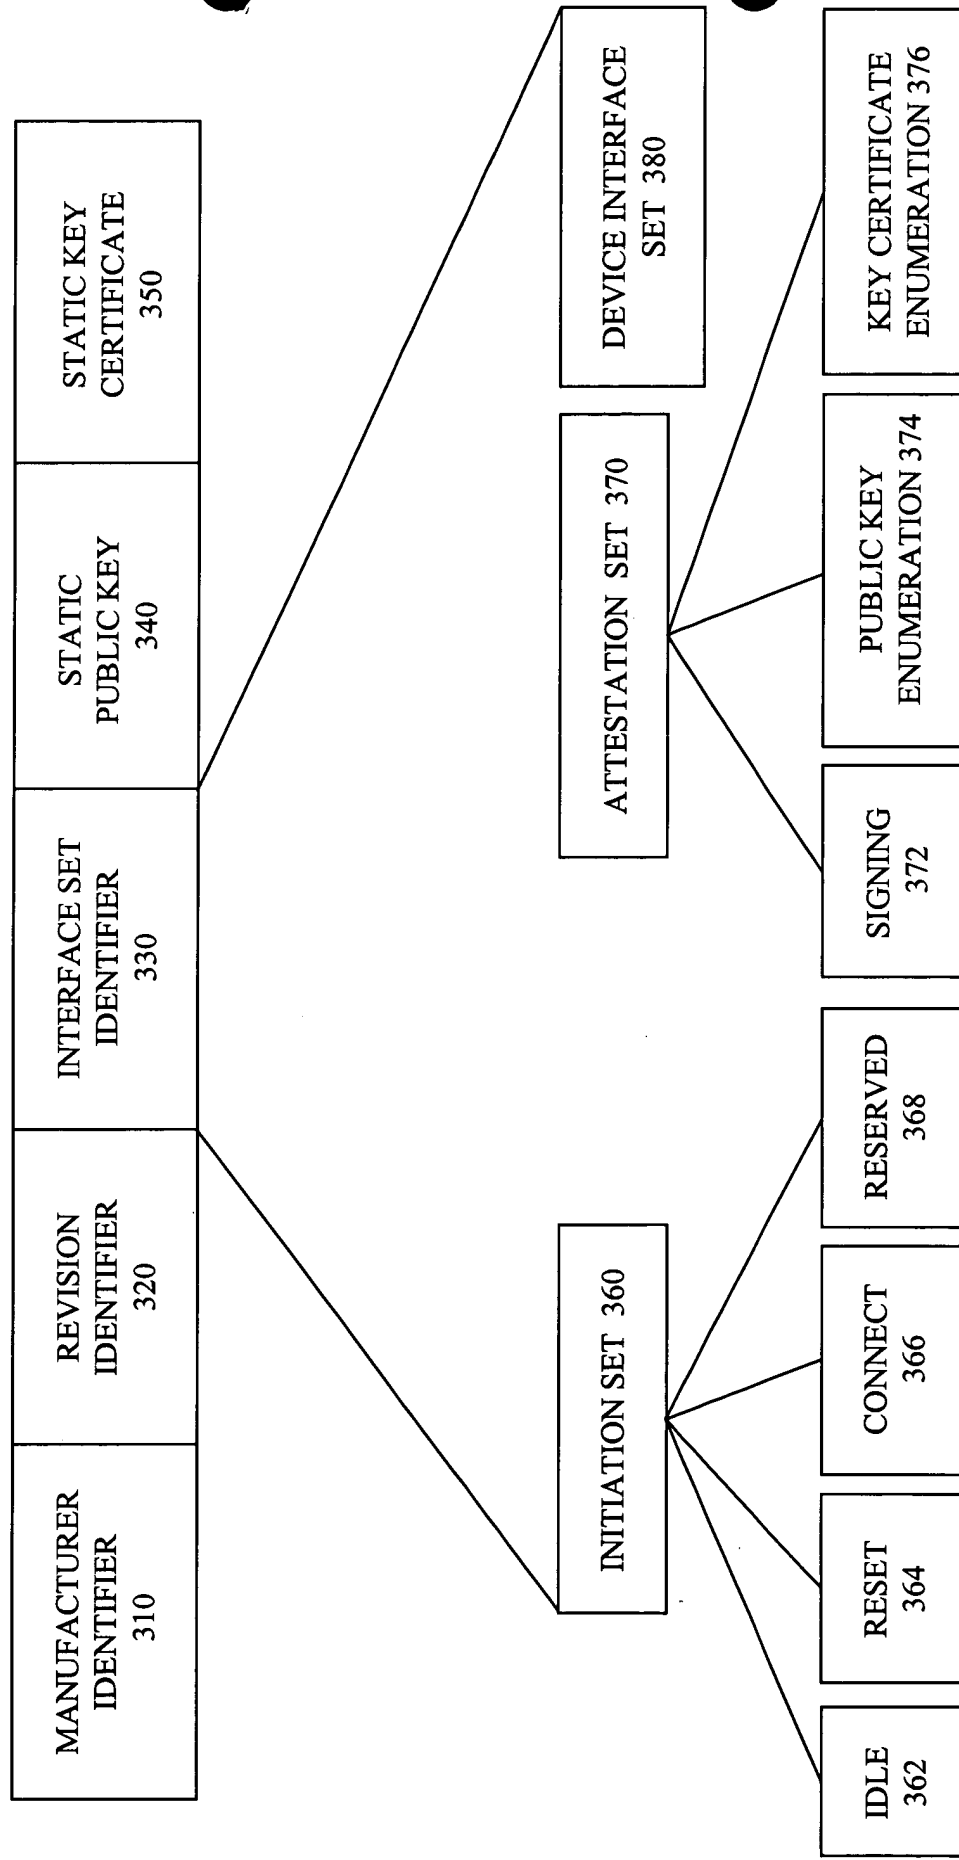 MANUFACTURER
IDENTIFIER
310
REVISION
IDENTIFIER
320
INTERFACE SET
IDENTIFIER
330
STATIC
PUBLIC KEY
340
STATIC KEY
CERTIFICATE
350
INITIATION SET 360
ATTESTATION SET 370
DEVICE INTERFACE
SET 380
IDLE
362
RESET
364
CONNECT
366
RESERVED
368
SIGNING
372
PUBLIC KEY
ENUMERATION 374
KEY CERTIFICATE
ENUMERATION 376